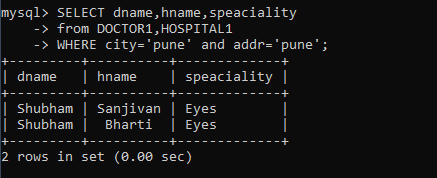 mysql> SELECT dname,hname,speaciality
    -> from DOCTOR1,HOSPITAL1
    -> WHERE city='pune' and addr='pune';
+---------+----------+-------------+
| dname   | hname    | speaciality |
+---------+----------+-------------+
| Shubham | Sanjivan | Eyes        |
| Shubham |  Bharti  | Eyes        |
+---------+----------+-------------+
2 rows in set (0.00 sec)